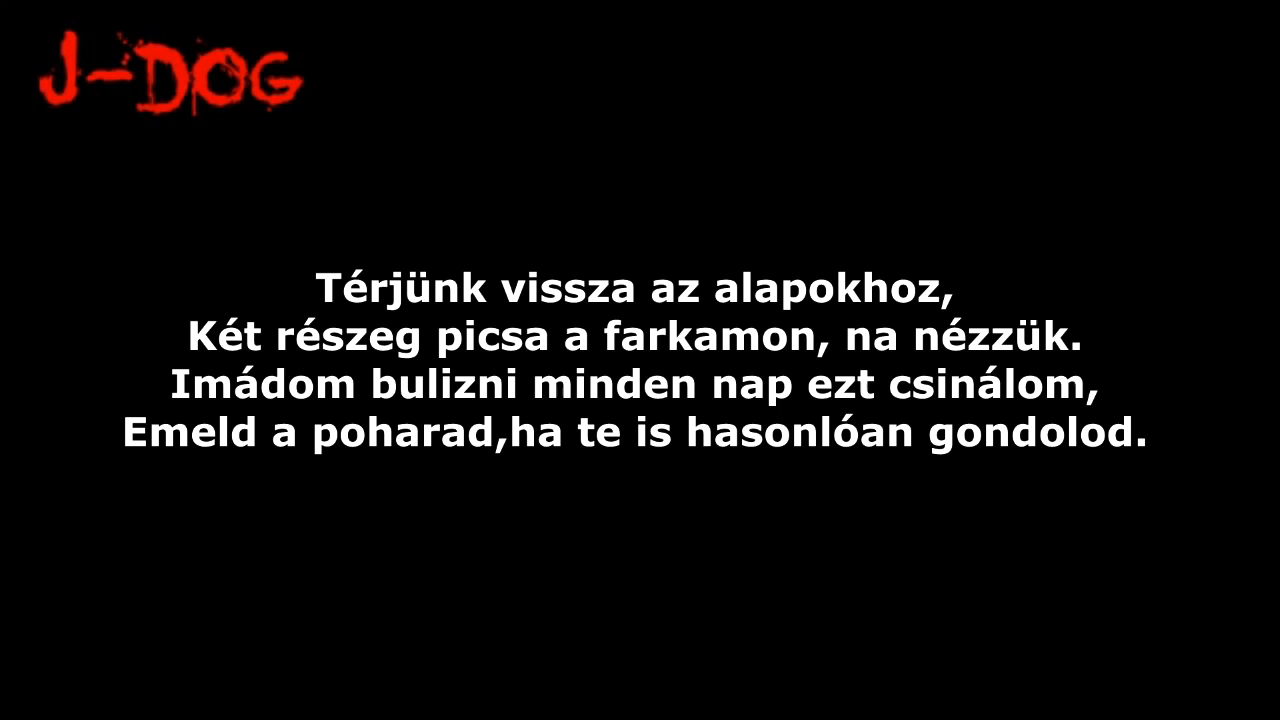 J-DOG
Térjünk vissza az alapokhoz,
Két részeg picsa a farkamon, na nézzük.
Imádom bulizni minden nap ezt csinálom,
Emeld a poharad,ha te is hasonlóan gondolod.